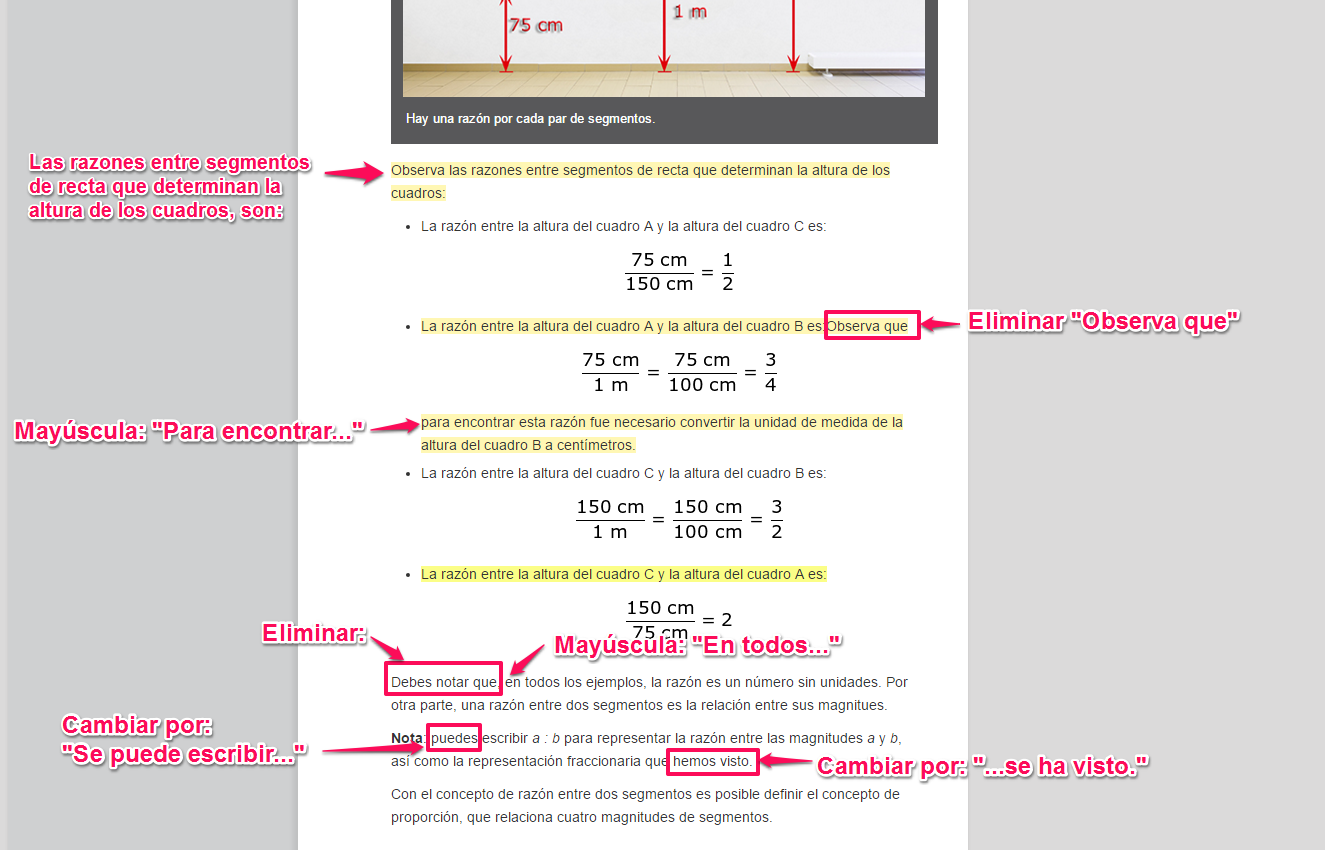 75 cm
1 m
Hay una razón por cada par de segmentos.
Las razones entre segmentos
de recta que determinan la
altura de los cuadros, son:
Observa las razones entre segmentos de recta que determinan la altura de los
cuadros:
• La razón entre la altura del cuadro A y la altura del cuadro C es:
75 cm / 150 cm = 1 / 2
• La razón entre la altura del cuadro A y la altura del cuadro B es:Observa que
Eliminar "Observa que"
75 cm / 1 m = 75 cm / 100 cm = 3 / 4
Mayúscula: "Para encontrar..."
para encontrar esta razón fue necesario convertir la unidad de medida de la
altura del cuadro B a centímetros.
• La razón entre la altura del cuadro C y la altura del cuadro B es:
150 cm / 1 m = 150 cm / 100 cm = 3 / 2
• La razón entre la altura del cuadro C y la altura del cuadro A es:
150 cm / 75 cm = 2
Eliminar:
Mayúscula: "En todos..."
Debes notar que, en todos los ejemplos, la razón es un número sin unidades. Por
otra parte, una razón entre dos segmentos es la relación entre sus magnitues.
Cambiar por:
"Se puede escribir..."
Nota: puedes escribir a : b para representar la razón entre las magnitudes a y b,
así como la representación fraccionaria que hemos visto.
Cambiar por: "...se ha visto."
Con el concepto de razón entre dos segmentos es posible definir el concepto de
proporción, que relaciona cuatro magnitudes de segmentos.